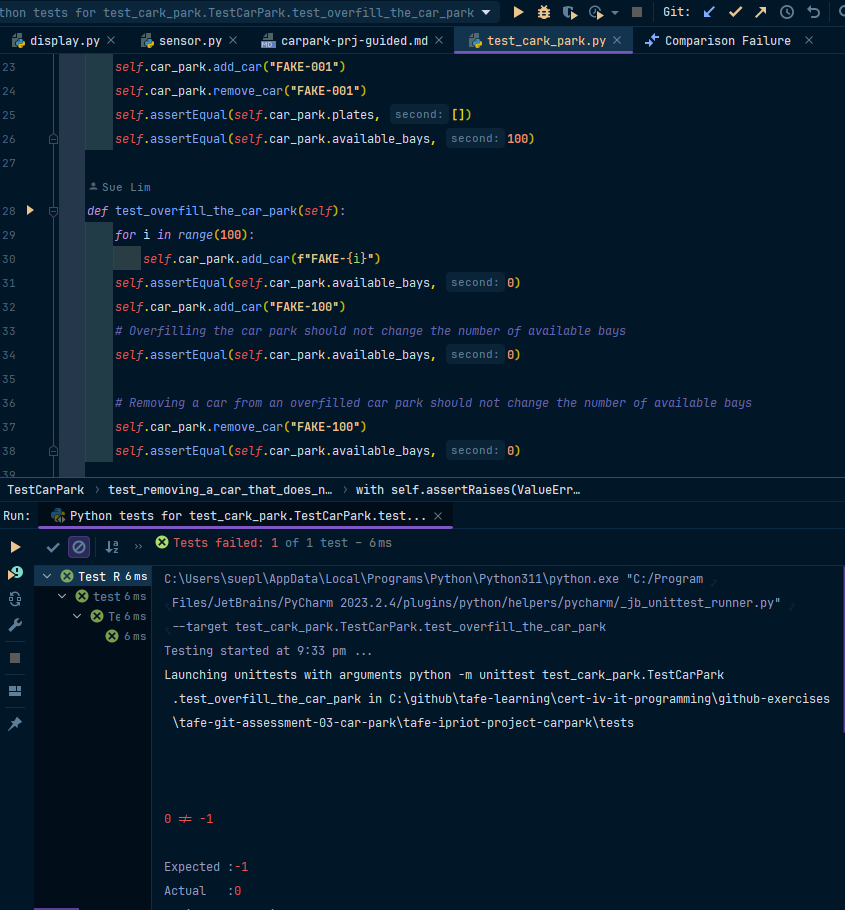 thon tests for test_cark_park.TestCarPark.test_overfill_the_car_park Git:
display.py sensor.py carpark-prj-guided.md test_cark_park.py Comparison Failure
23 self.car_park.add_car("FAKE-001")
24 self.car_park.remove_car("FAKE-001")
25 self.assertEqual(self.car_park.plates, second: [])
26 self.assertEqual(self.car_park.available_bays, second: 100)
27
Sue Lim
28 def test_overfill_the_car_park(self):
29 for i in range(100):
30 self.car_park.add_car(f"FAKE-{i}")
31 self.assertEqual(self.car_park.available_bays, second: 0)
32 self.car_park.add_car("FAKE-100")
33 # Overfilling the car park should not change the number of available bays
34 self.assertEqual(self.car_park.available_bays, second: 0)
35
36 # Removing a car from an overfilled car park should not change the number of available bays
37 self.car_park.remove_car("FAKE-100")
38 self.assertEqual(self.car_park.available_bays, second: 0)
39
TestCarPark › test_removing_a_car_that_does_n… › with self.assertRaises(ValueErr…
Run: Python tests for test_cark_park.TestCarPark.test...
Tests failed: 1 of 1 test – 6 ms
Test R 6 ms
test 6 ms
Te 6 ms
6 ms
C:\Users\suepl\AppData\Local\Programs\Python\Python311\python.exe "C:/Program
Files/JetBrains/PyCharm 2023.2.4/plugins/python/helpers/pycharm/_jb_unittest_runner.py"
--target test_cark_park.TestCarPark.test_overfill_the_car_park
Testing started at 9:33 pm ...
Launching unittests with arguments python -m unittest test_cark_park.TestCarPark
.test_overfill_the_car_park in C:\github\tafe-learning\cert-iv-it-programming\github-exercises
\tafe-git-assessment-03-car-park\tafe-ipriot-project-carpark\tests
0 != -1
Expected :-1
Actual :0